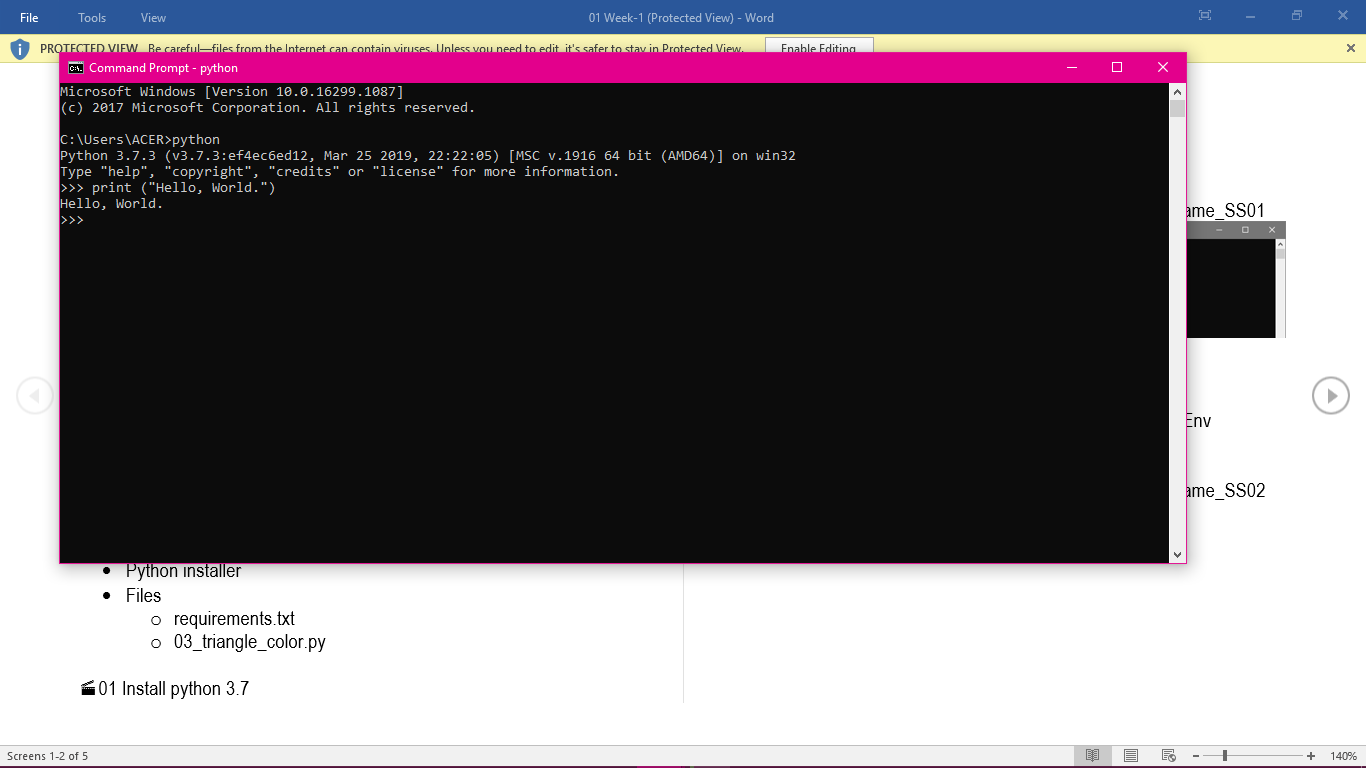 File Tools View 01 Week-1 (Protected View) - Word
PROTECTED VIEW Be careful—files from the Internet can contain viruses. Unless you need to edit, it's safer to stay in Protected View. Enable Editing
Command Prompt - python
Microsoft Windows [Version 10.0.16299.1087]
(c) 2017 Microsoft Corporation. All rights reserved.
C:\Users\ACER>python
Python 3.7.3 (v3.7.3:ef4ec6ed12, Mar 25 2019, 22:22:05) [MSC v.1916 64 bit (AMD64)] on win32
Type "help", "copyright", "credits" or "license" for more information.
>>> print ("Hello, World.")
Hello, World.
>>>
ame_SS01
Env
ame_SS02
• Python installer
• Files
o requirements.txt
o 03_triangle_color.py
🎬01 Install python 3.7
Screens 1-2 of 5 140%